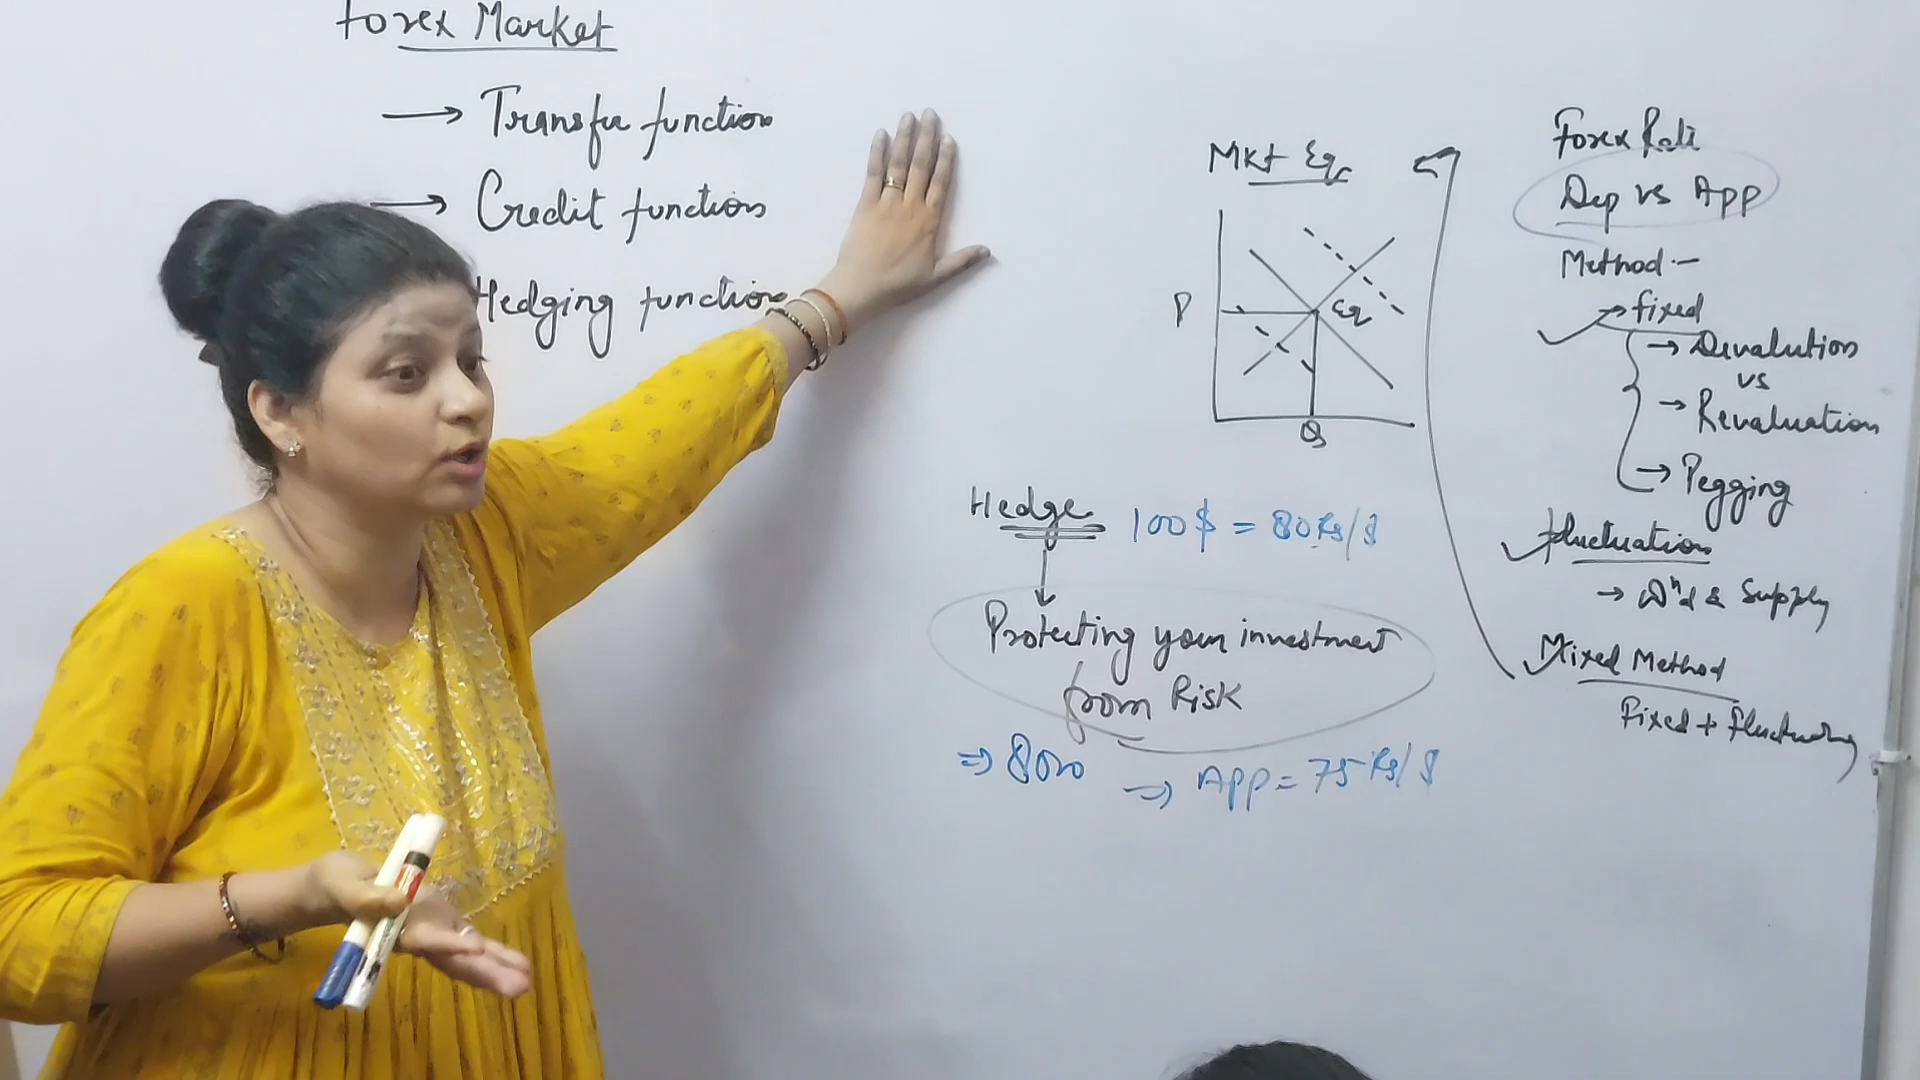 Forex Market
→ Transfer function
→ Credit function
Hedging function
Mkt Eq
P
Eq
Q
Hedge 100$ = 80Rs/$
Protecting your investment
from Risk
⇒ 8000 ⇒ App = 75 Rs/$
Forex Rate
Dep vs App
Method:-
→ fixed
→ Devalution
vs
→ Revaluation
→ Pegging
fluctuation
→ Dⁿd & Supply
Mixed Method
Fixed + fluctuating